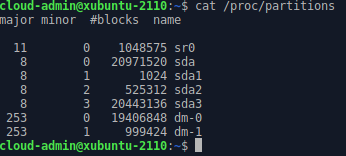 cloud-admin@xubuntu-2110:~$ cat /proc/partitions
major minor  #blocks  name

  11        0    1048575 sr0
   8        0   20971520 sda
   8        1       1024 sda1
   8        2     525312 sda2
   8        3   20443136 sda3
 253        0   19406848 dm-0
 253        1     999424 dm-1
cloud-admin@xubuntu-2110:~$